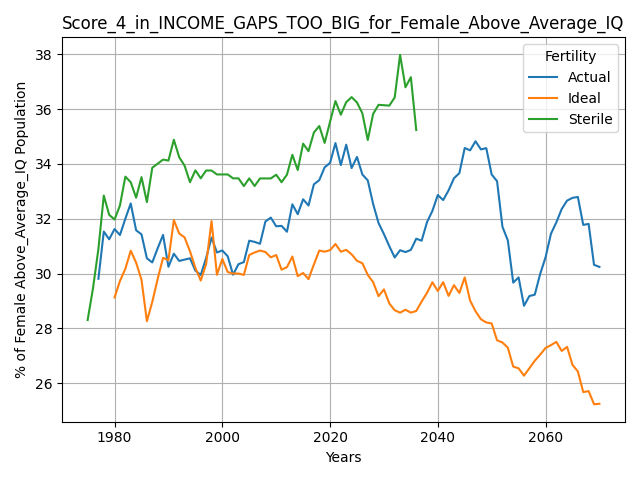 Score_4_in_INCOME_GAPS_TOO_BIG_for_Female_Above_Average_IQ
% of Female Above_Average_IQ Population
38
36
34
32
30
28
26
Fertility
Actual
Ideal
Sterile
1980 2000 2020 2040 2060
Years